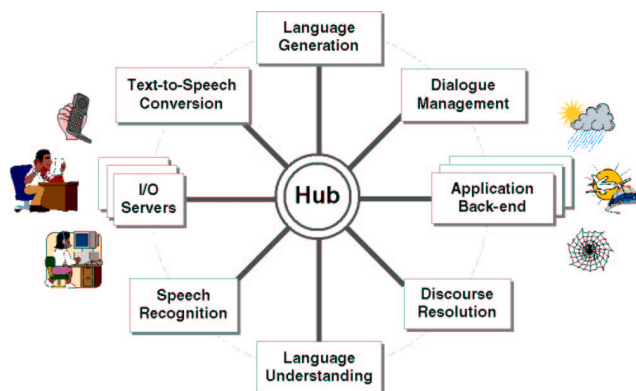 Language
Generation
Text-to-Speech
Conversion
Dialogue
Management
I/O
Servers
Hub
Application
Back-end
Speech
Recognition
Discourse
Resolution
Language
Understanding